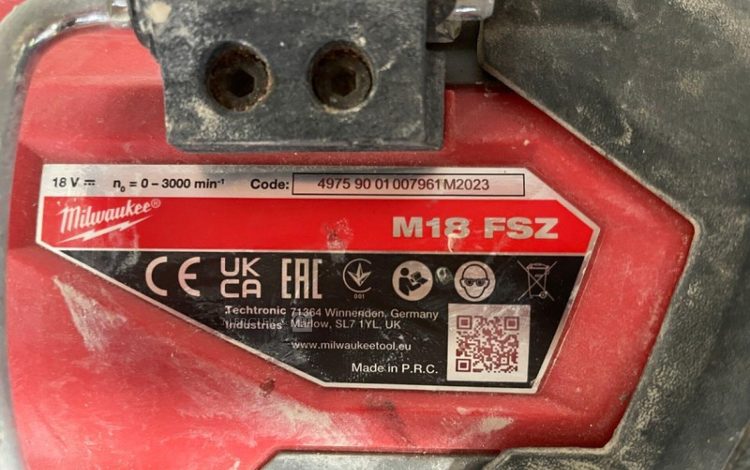 18 V ⎓ n₀ = 0 – 3000 min⁻¹ Code: 4975 90 01 007961 M2023
Milwaukee®
M18 FSZ
CE UK CA EAC
001
Techtronic 71364 Winnenden, Germany
Industries Marlow, SL7 1YL, UK
www.milwaukeetool.eu
Made in P.R.C.